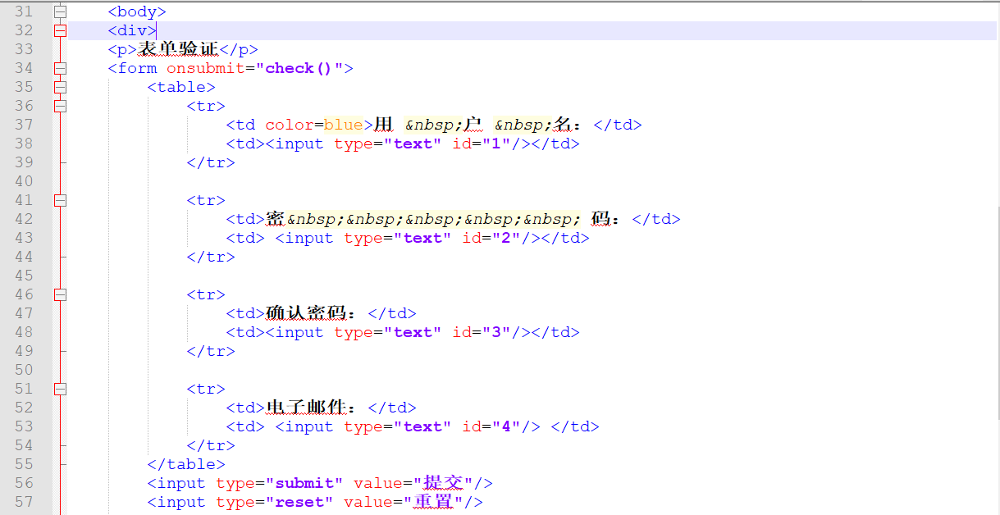 31 <body>
32 <div>
33 <p>表单验证</p>
34 <form onsubmit="check()">
35 <table>
36 <tr>
37 <td color=blue>用 &nbsp;户 &nbsp;名：</td>
38 <td><input type="text" id="1"/></td>
39 </tr>
40
41 <tr>
42 <td>密&nbsp;&nbsp;&nbsp;&nbsp;&nbsp; 码：</td>
43 <td> <input type="text" id="2"/></td>
44 </tr>
45
46 <tr>
47 <td>确认密码：</td>
48 <td><input type="text" id="3"/></td>
49 </tr>
50
51 <tr>
52 <td>电子邮件：</td>
53 <td> <input type="text" id="4"/> </td>
54 </tr>
55 </table>
56 <input type="submit" value="提交"/>
57 <input type="reset" value="重置"/>